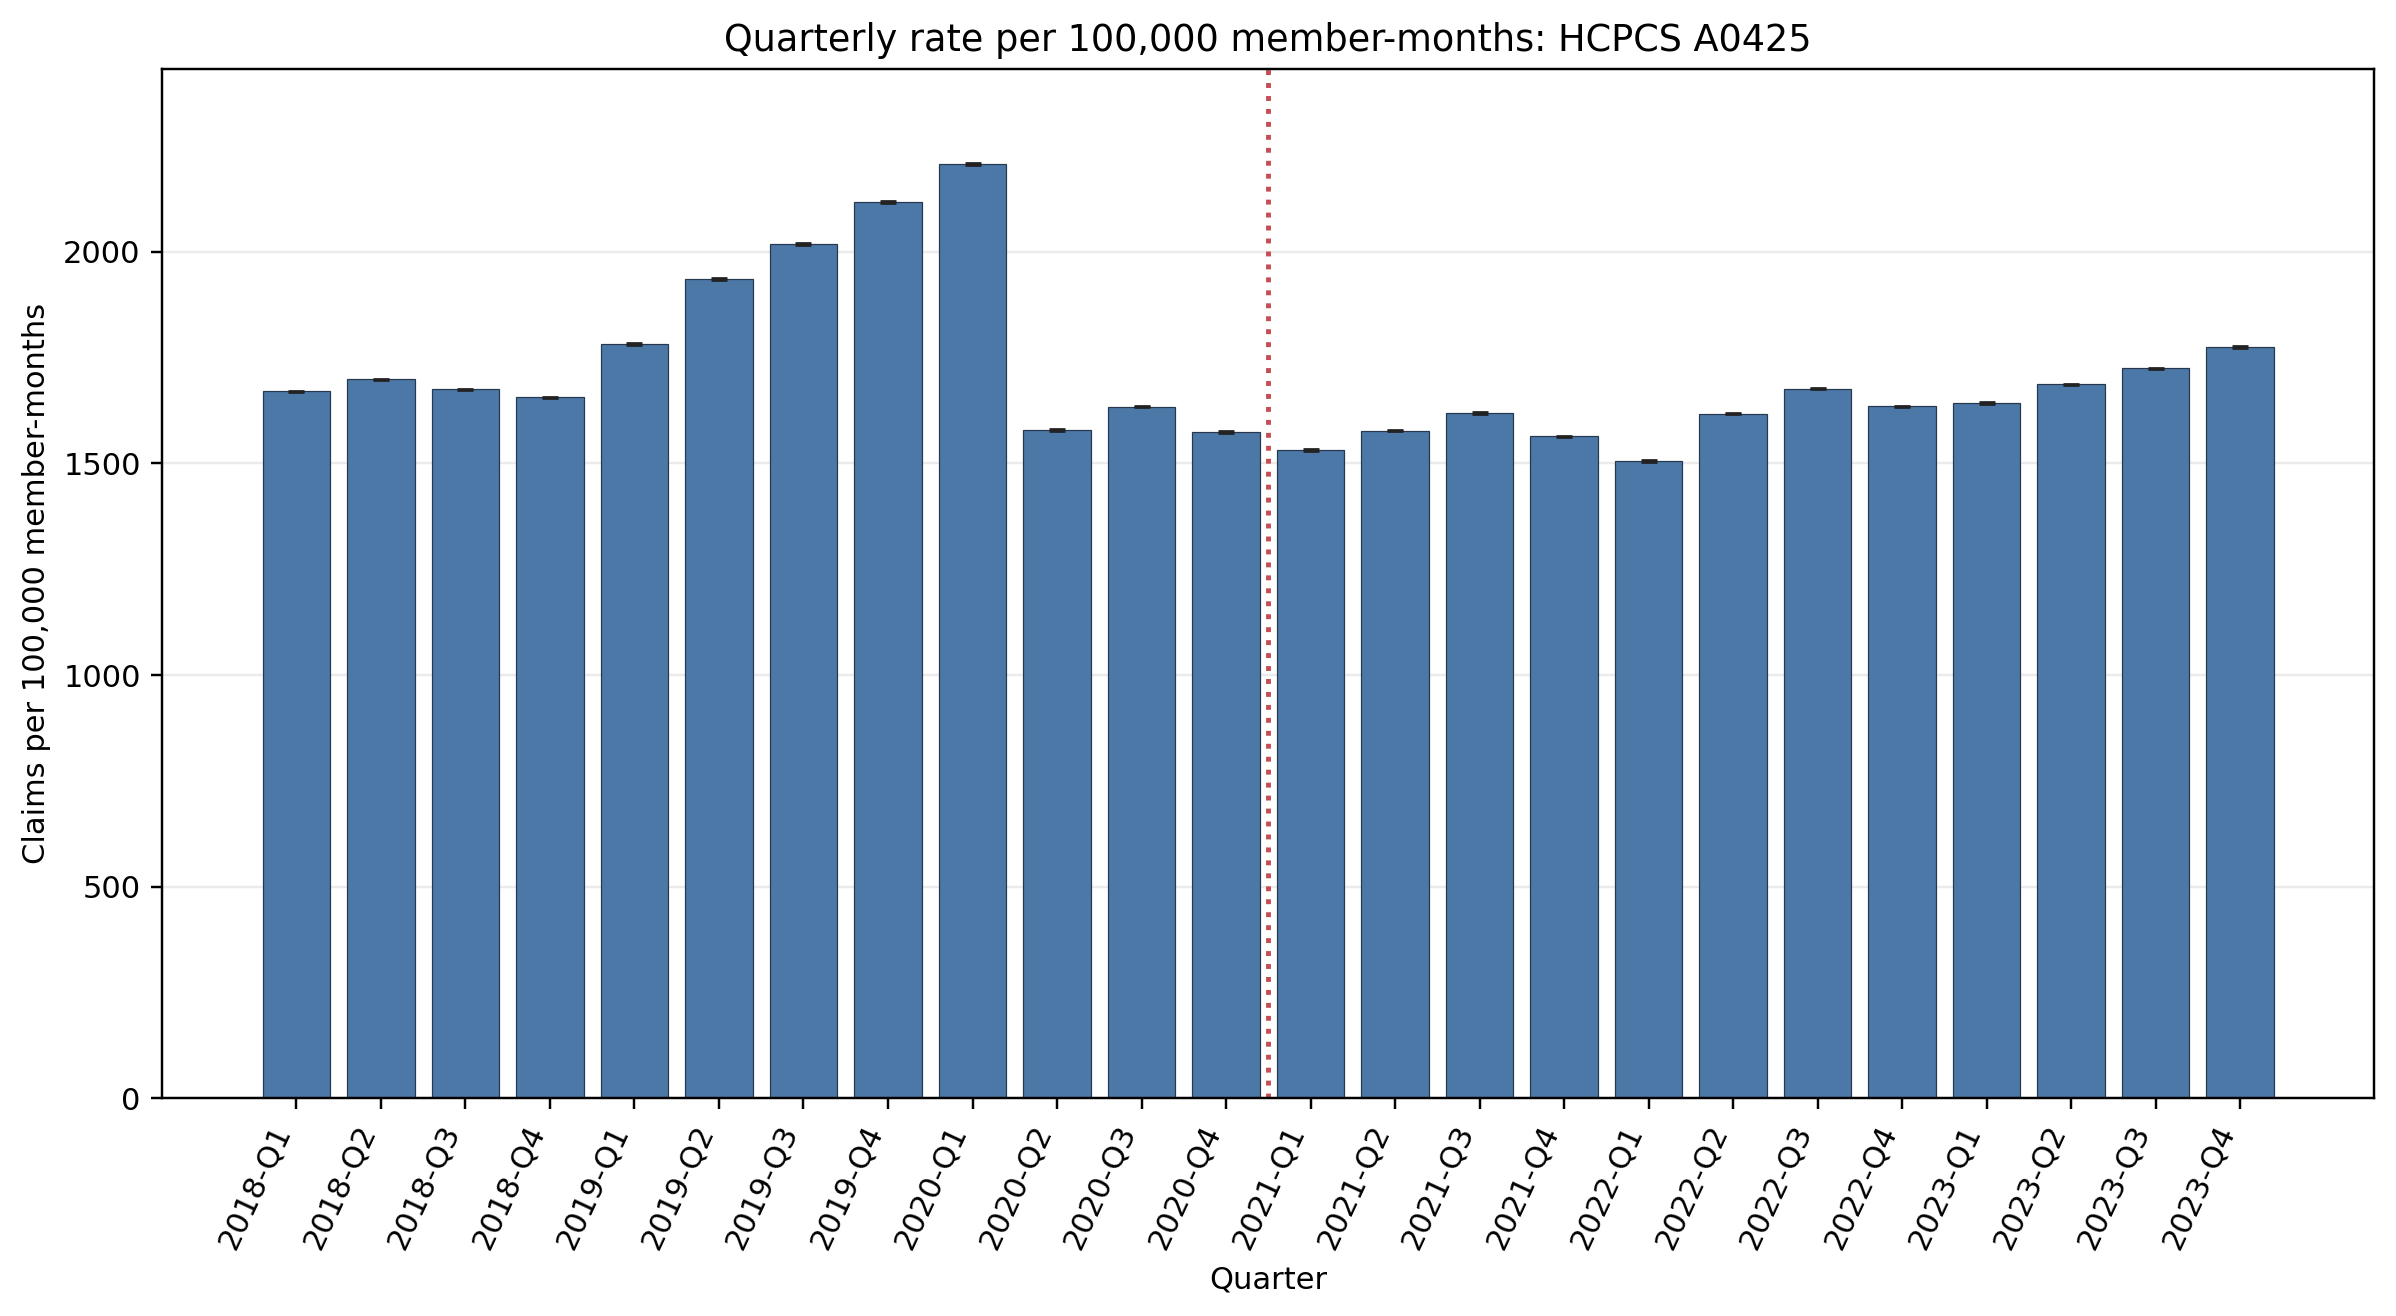 Quarterly rate per 100,000 member-months: HCPCS A0425
Claims per 100,000 member-months
2000
1500
1000
500
0
2018-Q1
2018-Q2
2018-Q3
2018-Q4
2019-Q1
2019-Q2
2019-Q3
2019-Q4
2020-Q1
2020-Q2
2020-Q3
2020-Q4
2021-Q1
2021-Q2
2021-Q3
2021-Q4
2022-Q1
2022-Q2
2022-Q3
2022-Q4
2023-Q1
2023-Q2
2023-Q3
2023-Q4
Quarter